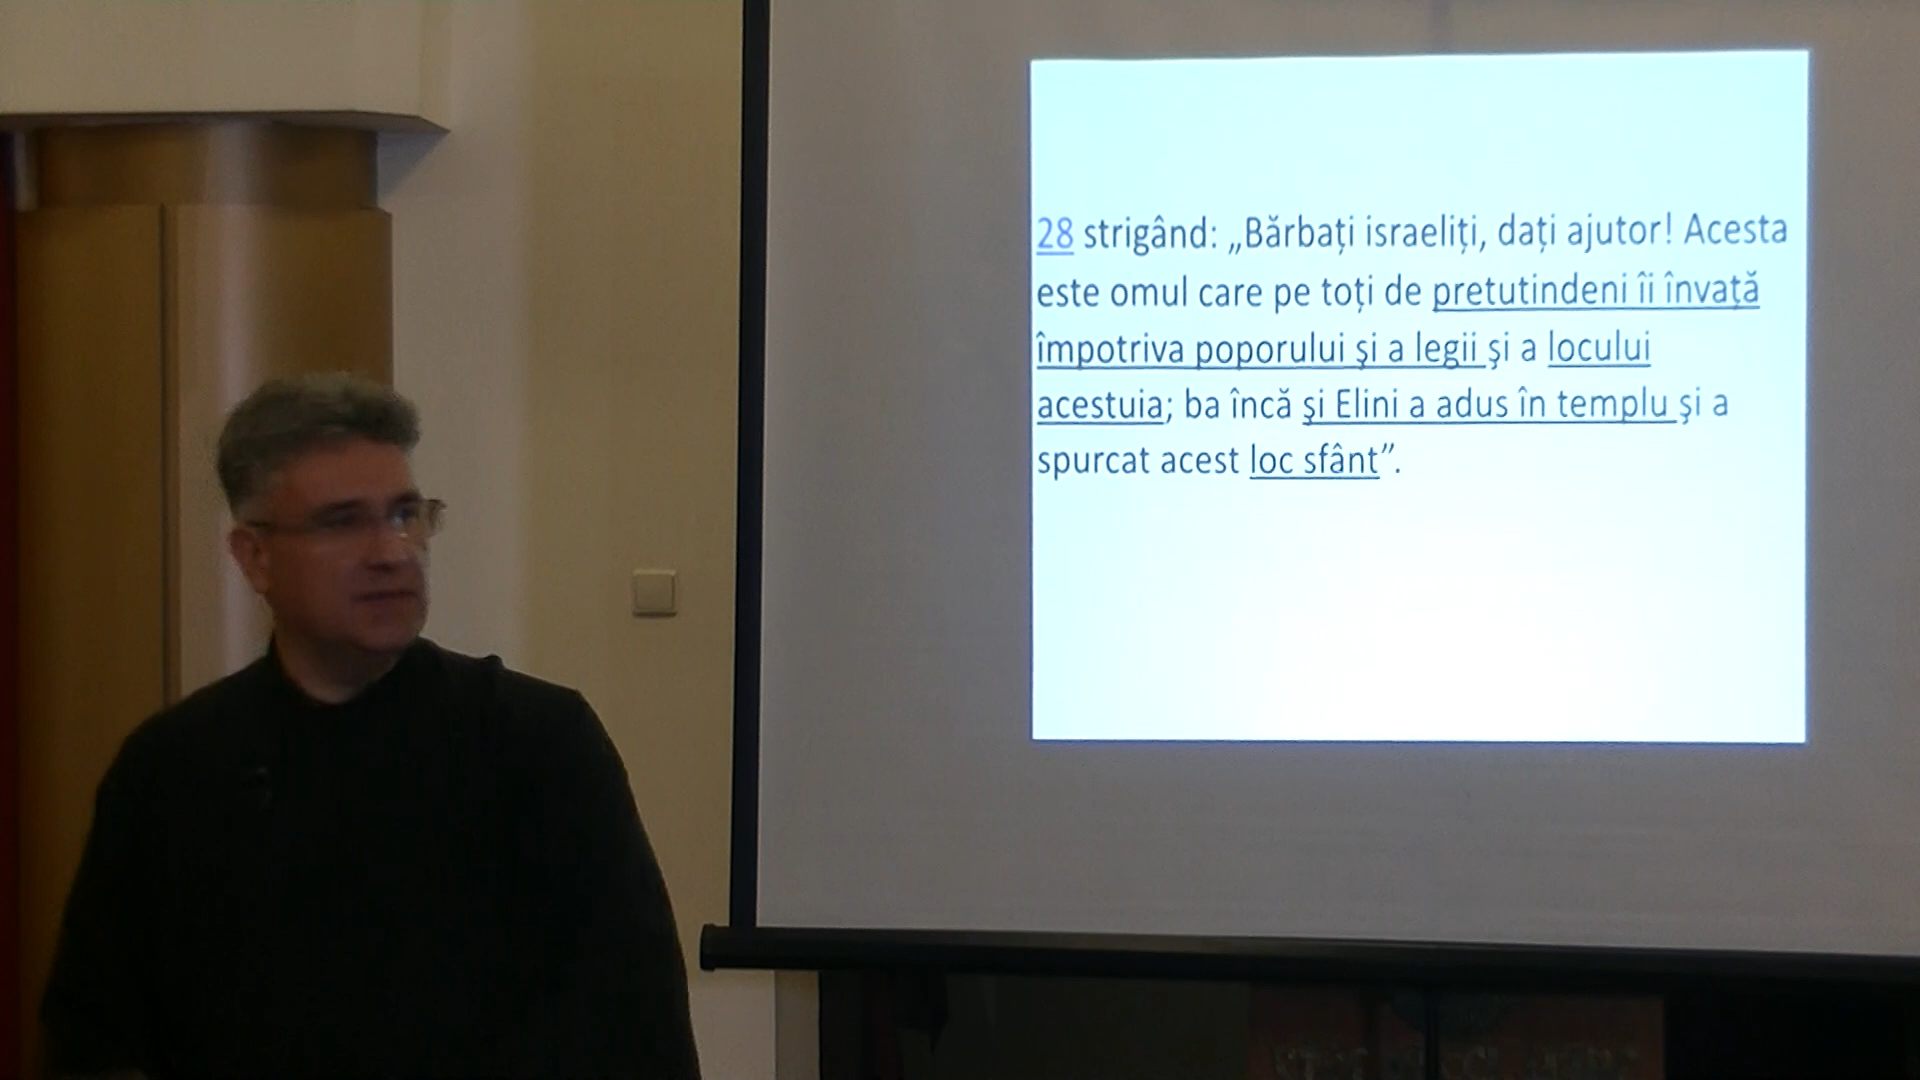 28 strigând: „Bărbați israeliți, dați ajutor! Acesta
este omul care pe toți de pretutindeni îi învață
împotriva poporului şi a legii şi a locului
acestuia; ba încă şi Elini a adus în templu şi a
spurcat acest loc sfânt”.